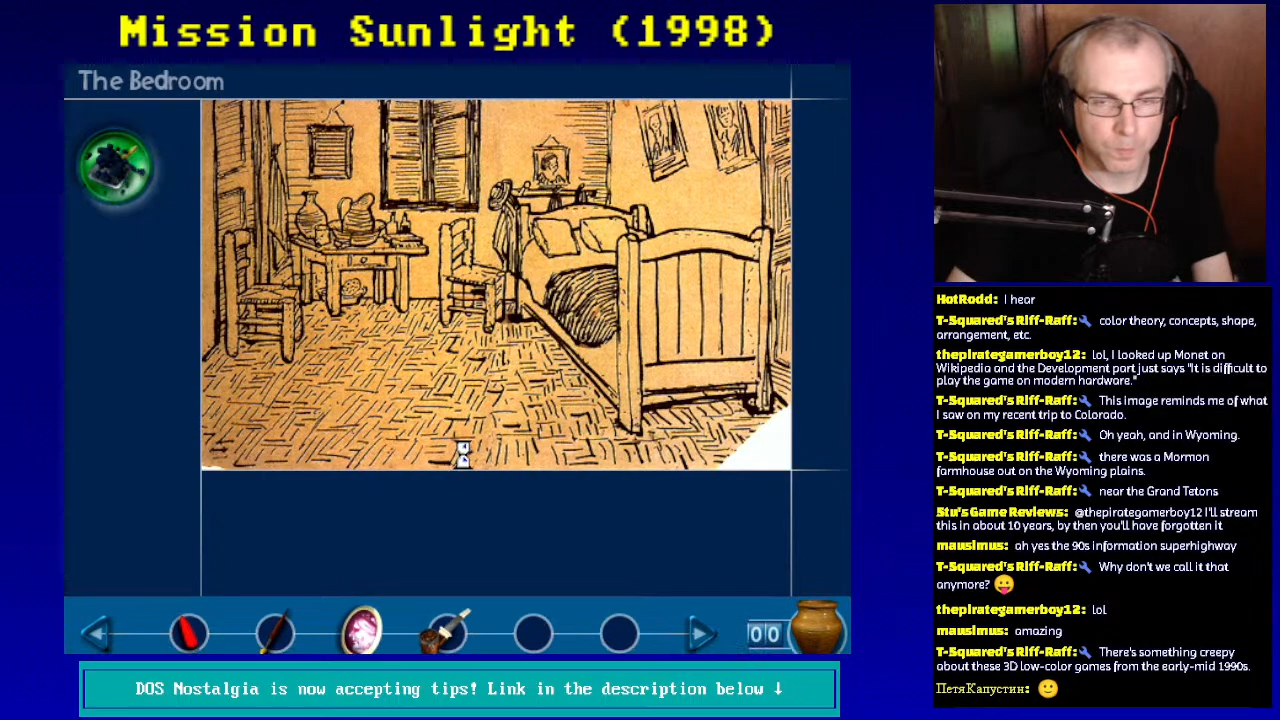 Mission Sunlight (1998)
The Bedroom
00
DOS Nostalgia is now accepting tips! Link in the description below ↓
HotRodd: I hear
T-Squared's Riff-Raff: color theory, concepts, shape,
arrangement, etc.
thepirategamerboy12: lol, I looked up Monet on
Wikipedia and the Development part just says "It is difficult to
play the game on modern hardware."
T-Squared's Riff-Raff: This image reminds me of what
I saw on my recent trip to Colorado.
T-Squared's Riff-Raff: Oh yeah, and in Wyoming.
T-Squared's Riff-Raff: there was a Mormon
farmhouse out on the Wyoming plains.
T-Squared's Riff-Raff: near the Grand Tetons
Stu's Game Reviews: @thepirategamerboy12 I'll stream
this in about 10 years, by then you'll have forgotten it
mausimus: ah yes the 90s information superhighway
T-Squared's Riff-Raff: Why don't we call it that
anymore? 😛
thepirategamerboy12: lol
mausimus: amazing
T-Squared's Riff-Raff: There's something creepy
about these 3D low-color games from the early-mid 1990s.
ПетяКапустин: 🙂